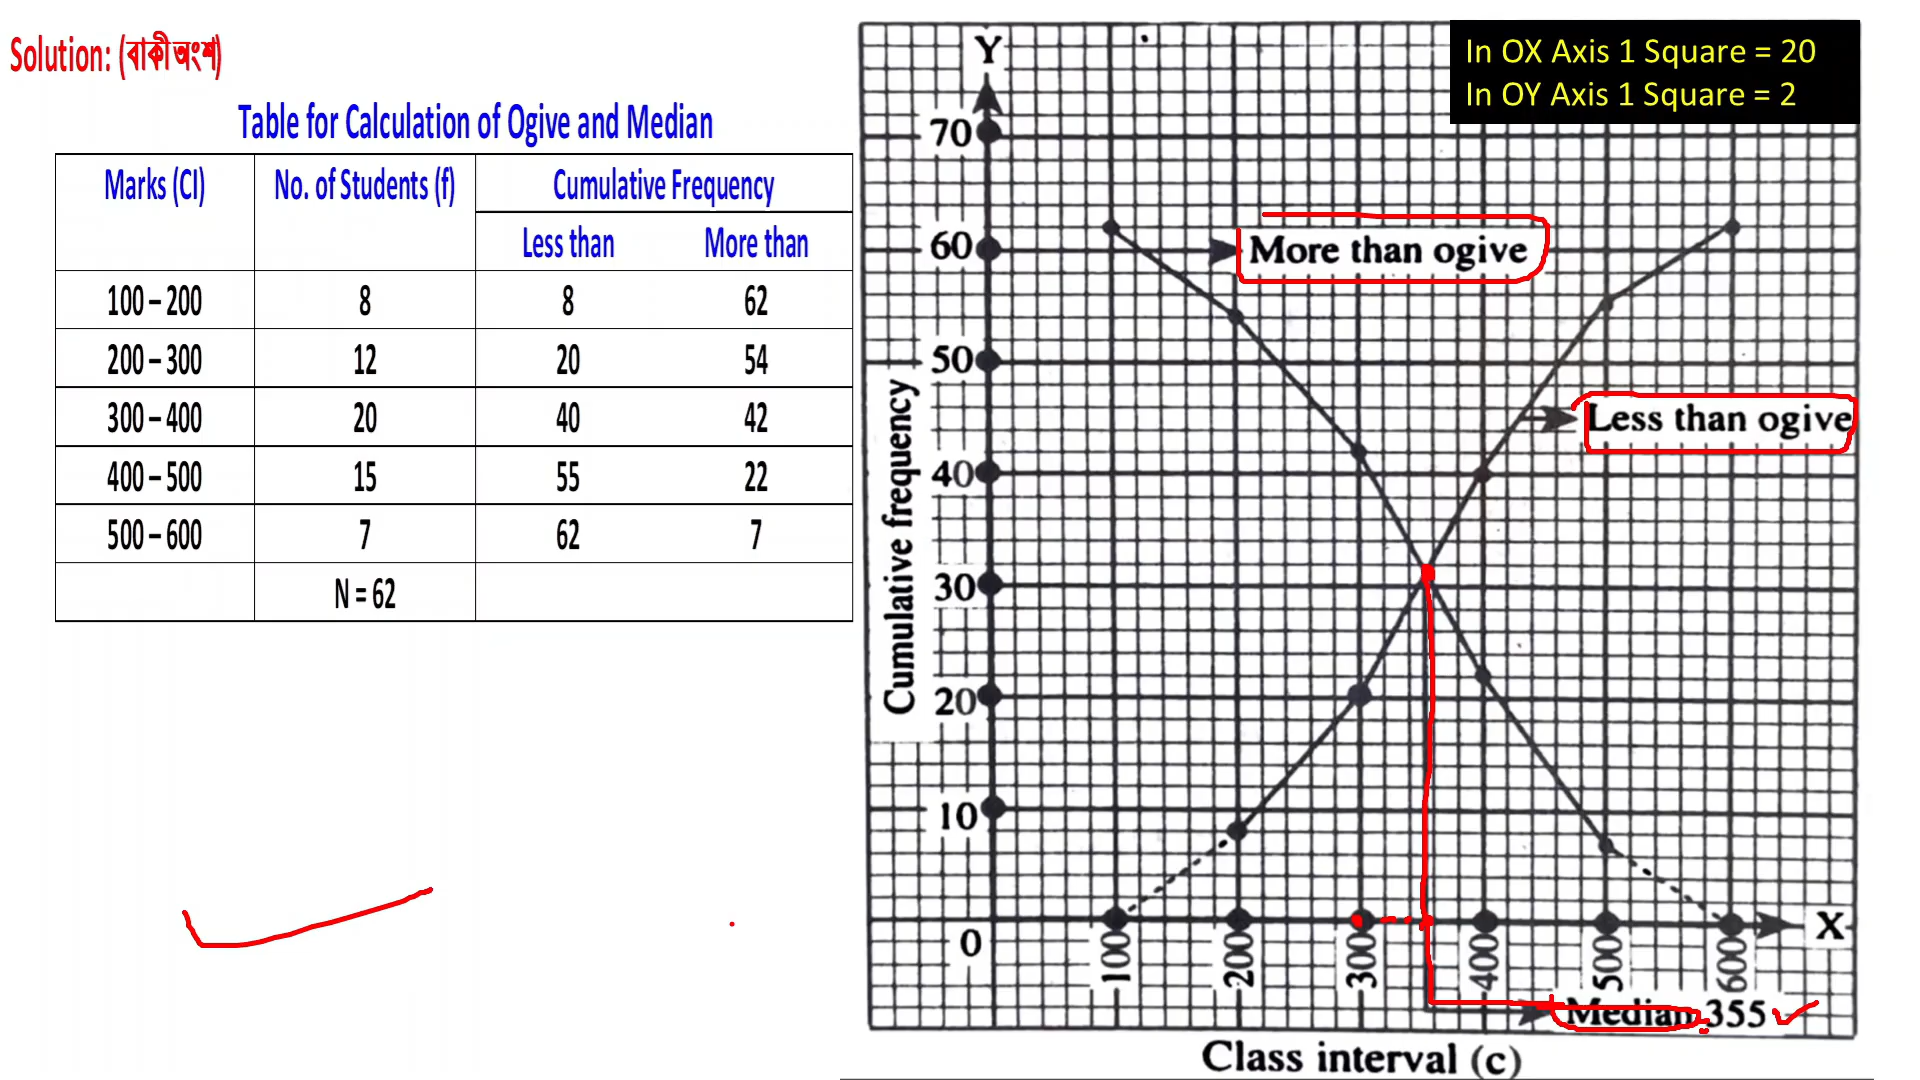 Solution: (বাকী অংশ)
Table for Calculation of Ogive and Median
Marks (CI) No. of Students (f) Cumulative Frequency
Less than More than
100 – 200 8 8 62
200 – 300 12 20 54
300 – 400 20 40 42
400 – 500 15 55 22
500 – 600 7 62 7
N = 62
In OX Axis 1 Square = 20
In OY Axis 1 Square = 2
Y
70
60
50
40
30
20
10
0
Cumulative frequency
More than ogive
Less than ogive
100 200 300 400 500 600
X
Median 355
Class interval (c)